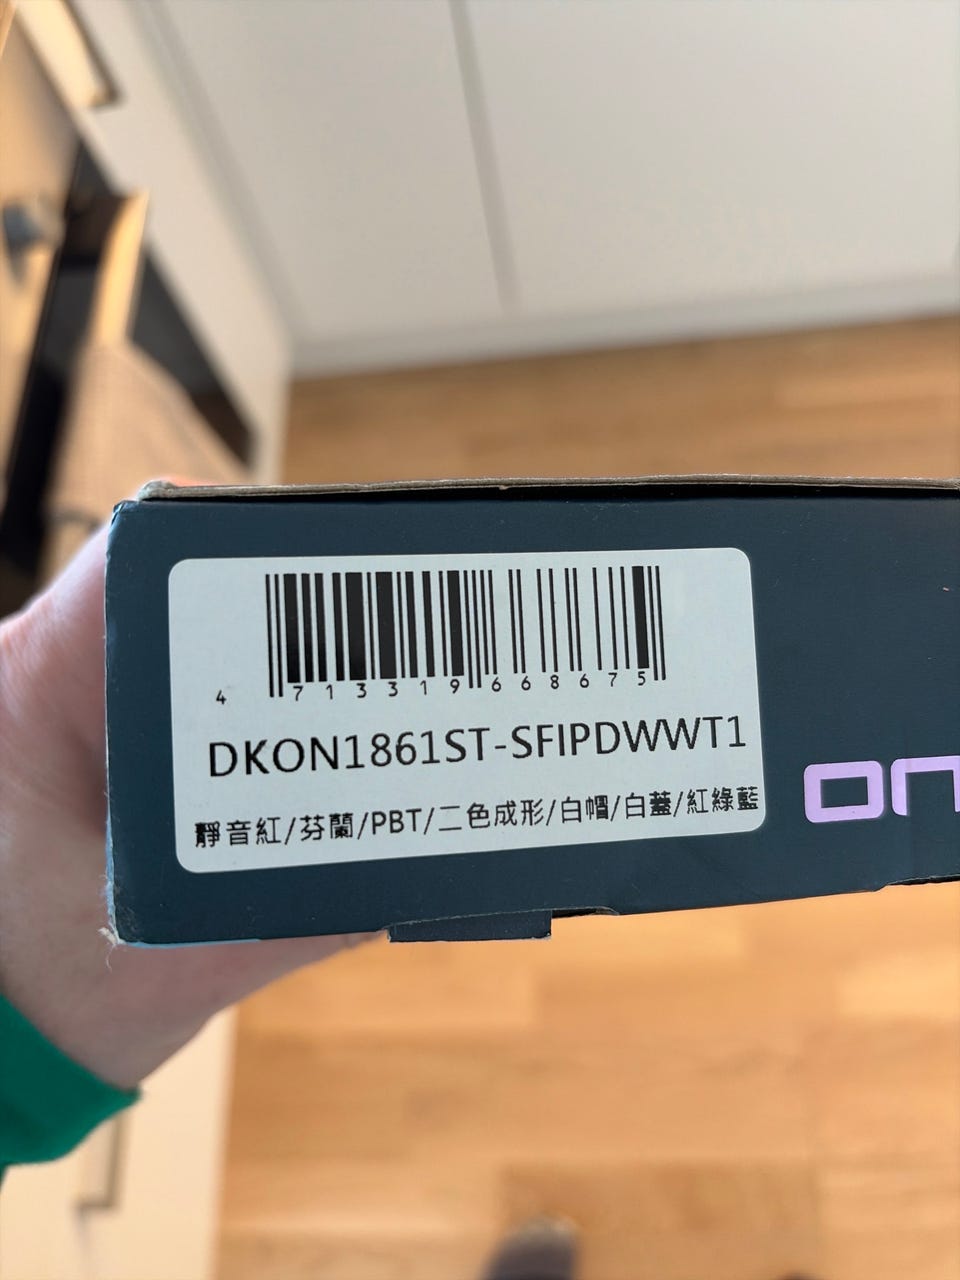 4 713319 668675
DKON1861ST-SFIPDWWT1
靜音紅/芬蘭/PBT/二色成形/白帽/白蓋/紅綠藍
on